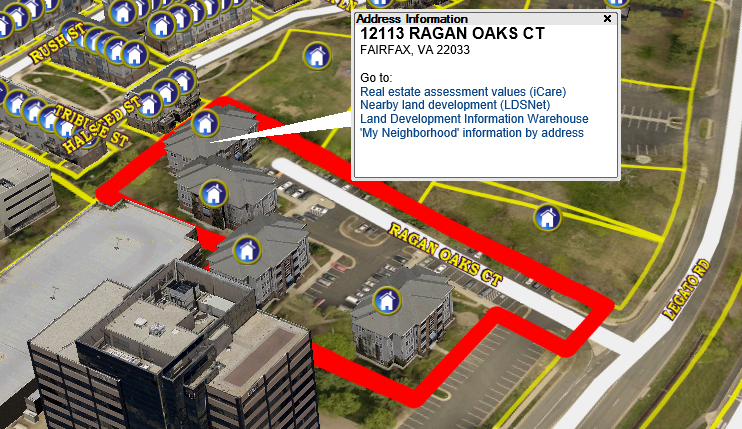 Address Information
12113 RAGAN OAKS CT
FAIRFAX, VA 22033
Go to:
Real estate assessment values (iCare)
Nearby land development (LDSNet)
Land Development Information Warehouse
'My Neighborhood' information by address
RUSH ST
TRIBUTE ST
HALSTED ST
RAGAN OAKS CT
LEGATO RD